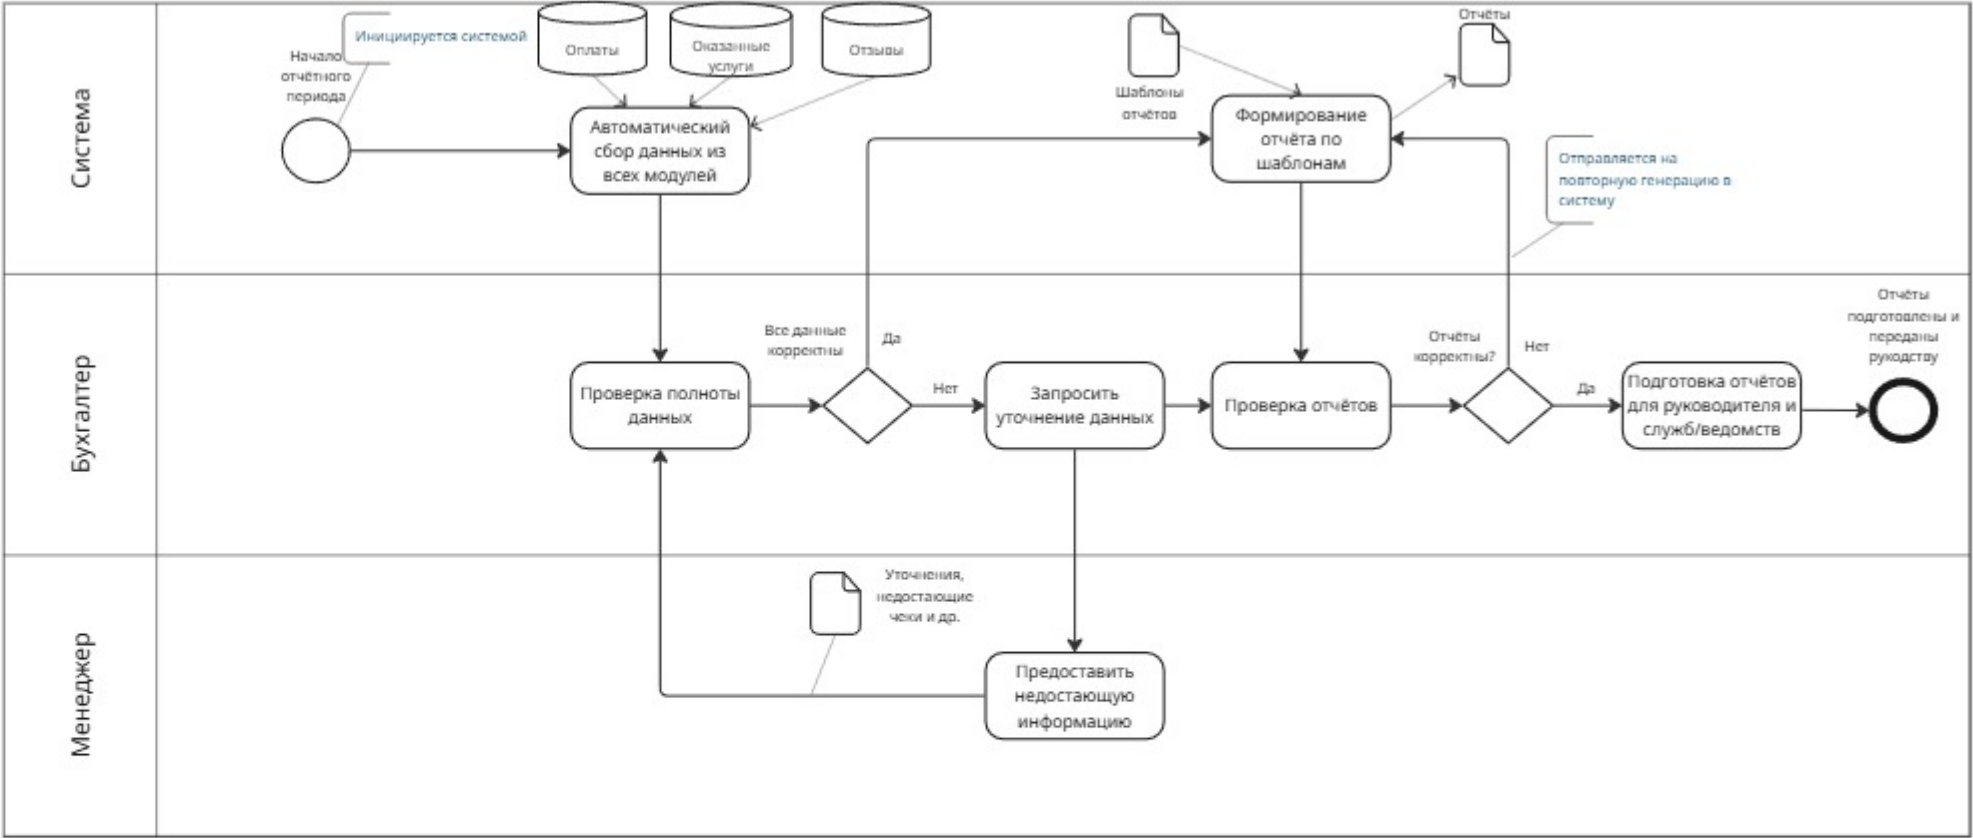 Система
Начало
отчётного
периода
Инициируется системой
Оплаты
Оказанные
услуги
Отзывы
Автоматический
сбор данных из
всех модулей
Шаблоны
отчётов
Формирование
отчёта по
шаблонам
Отчёты
Отправляется на
повторную генерацию в
систему
Бухгалтер
Проверка полноты
данных
Все данные
корректны
Да
Нет
Запросить
уточнение данных
Проверка отчётов
Отчёты
корректны?
Нет
Да
Подготовка отчётов
для руководителя и
служб/ведомств
Отчёты
подготовлены и
переданы
рукодству
Менеджер
Уточнения,
недостающие
чеки и др.
Предоставить
недостающую
информацию